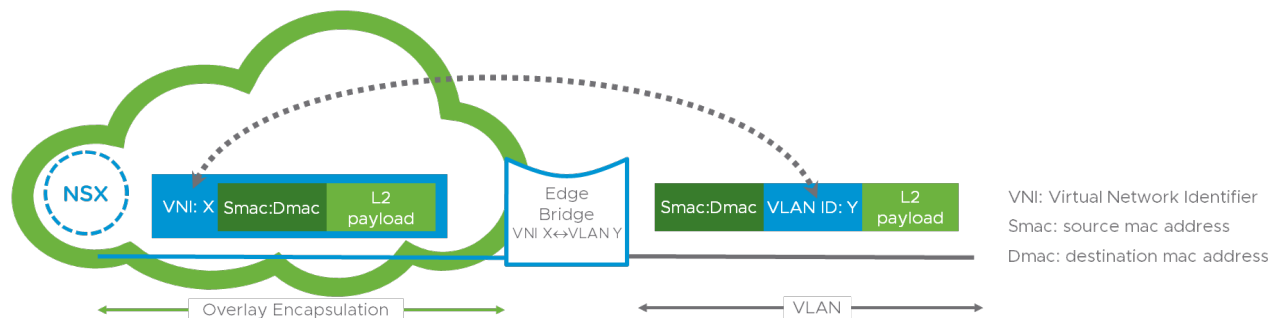 NSX
VNI: X
Smac:Dmac
L2
payload
Edge
Bridge
VNI X↔VLAN Y
Smac:Dmac
VLAN ID: Y
L2
payload
VNI: Virtual Network Identifier
Smac: source mac address
Dmac: destination mac address
Overlay Encapsulation
VLAN